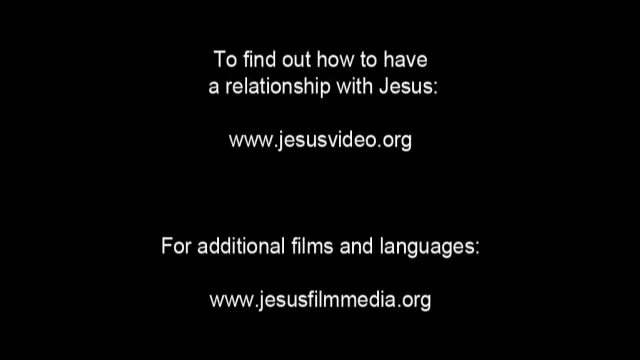 To find out how to have
a relationship with Jesus:
www.jesusvideo.org
For additional films and languages:
www.jesusfilmmedia.org